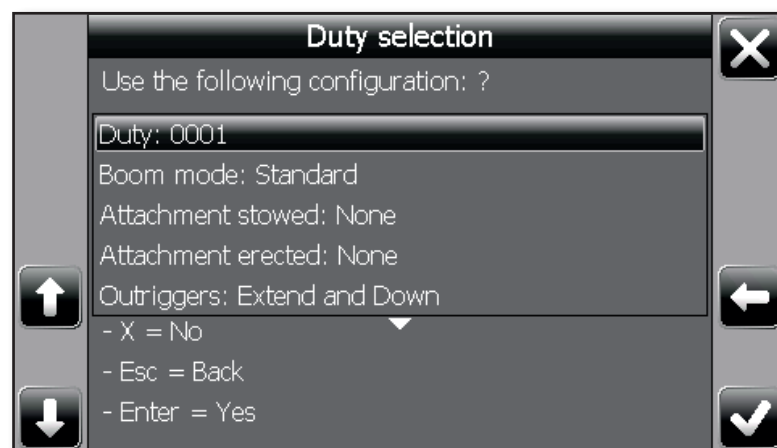 Duty selection
Use the following configuration: ?
Duty: 0001
Boom mode: Standard
Attachment stowed: None
Attachment erected: None
Outriggers: Extend and Down
- X = No
- Esc = Back
- Enter = Yes